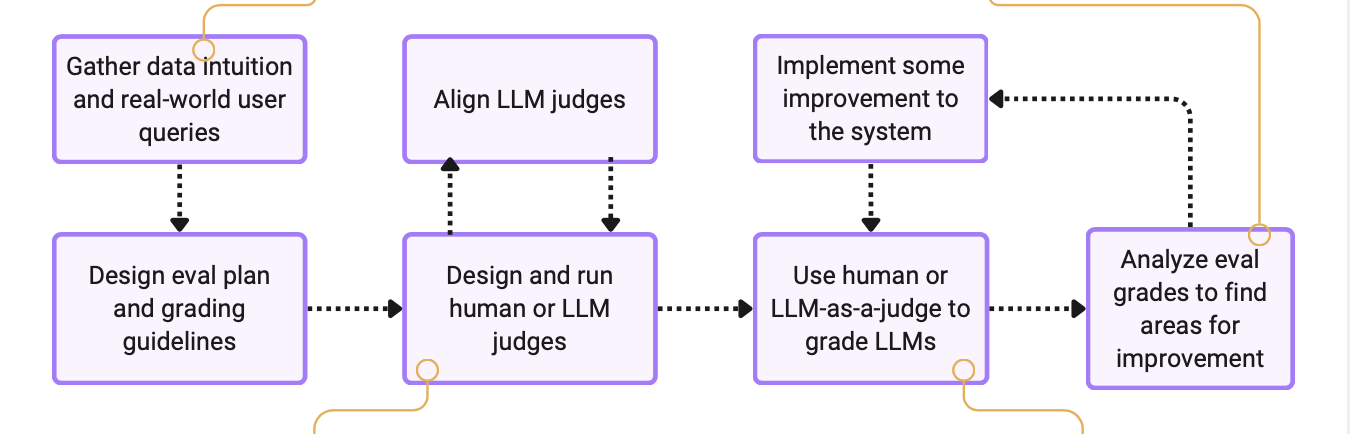 Gather data intuition
and real-world user
queries
Align LLM judges
Implement some
improvement to
the system
Design eval plan
and grading
guidelines
Design and run
human or LLM
judges
Use human or
LLM-as-a-judge to
grade LLMs
Analyze eval
grades to find
areas for
improvement